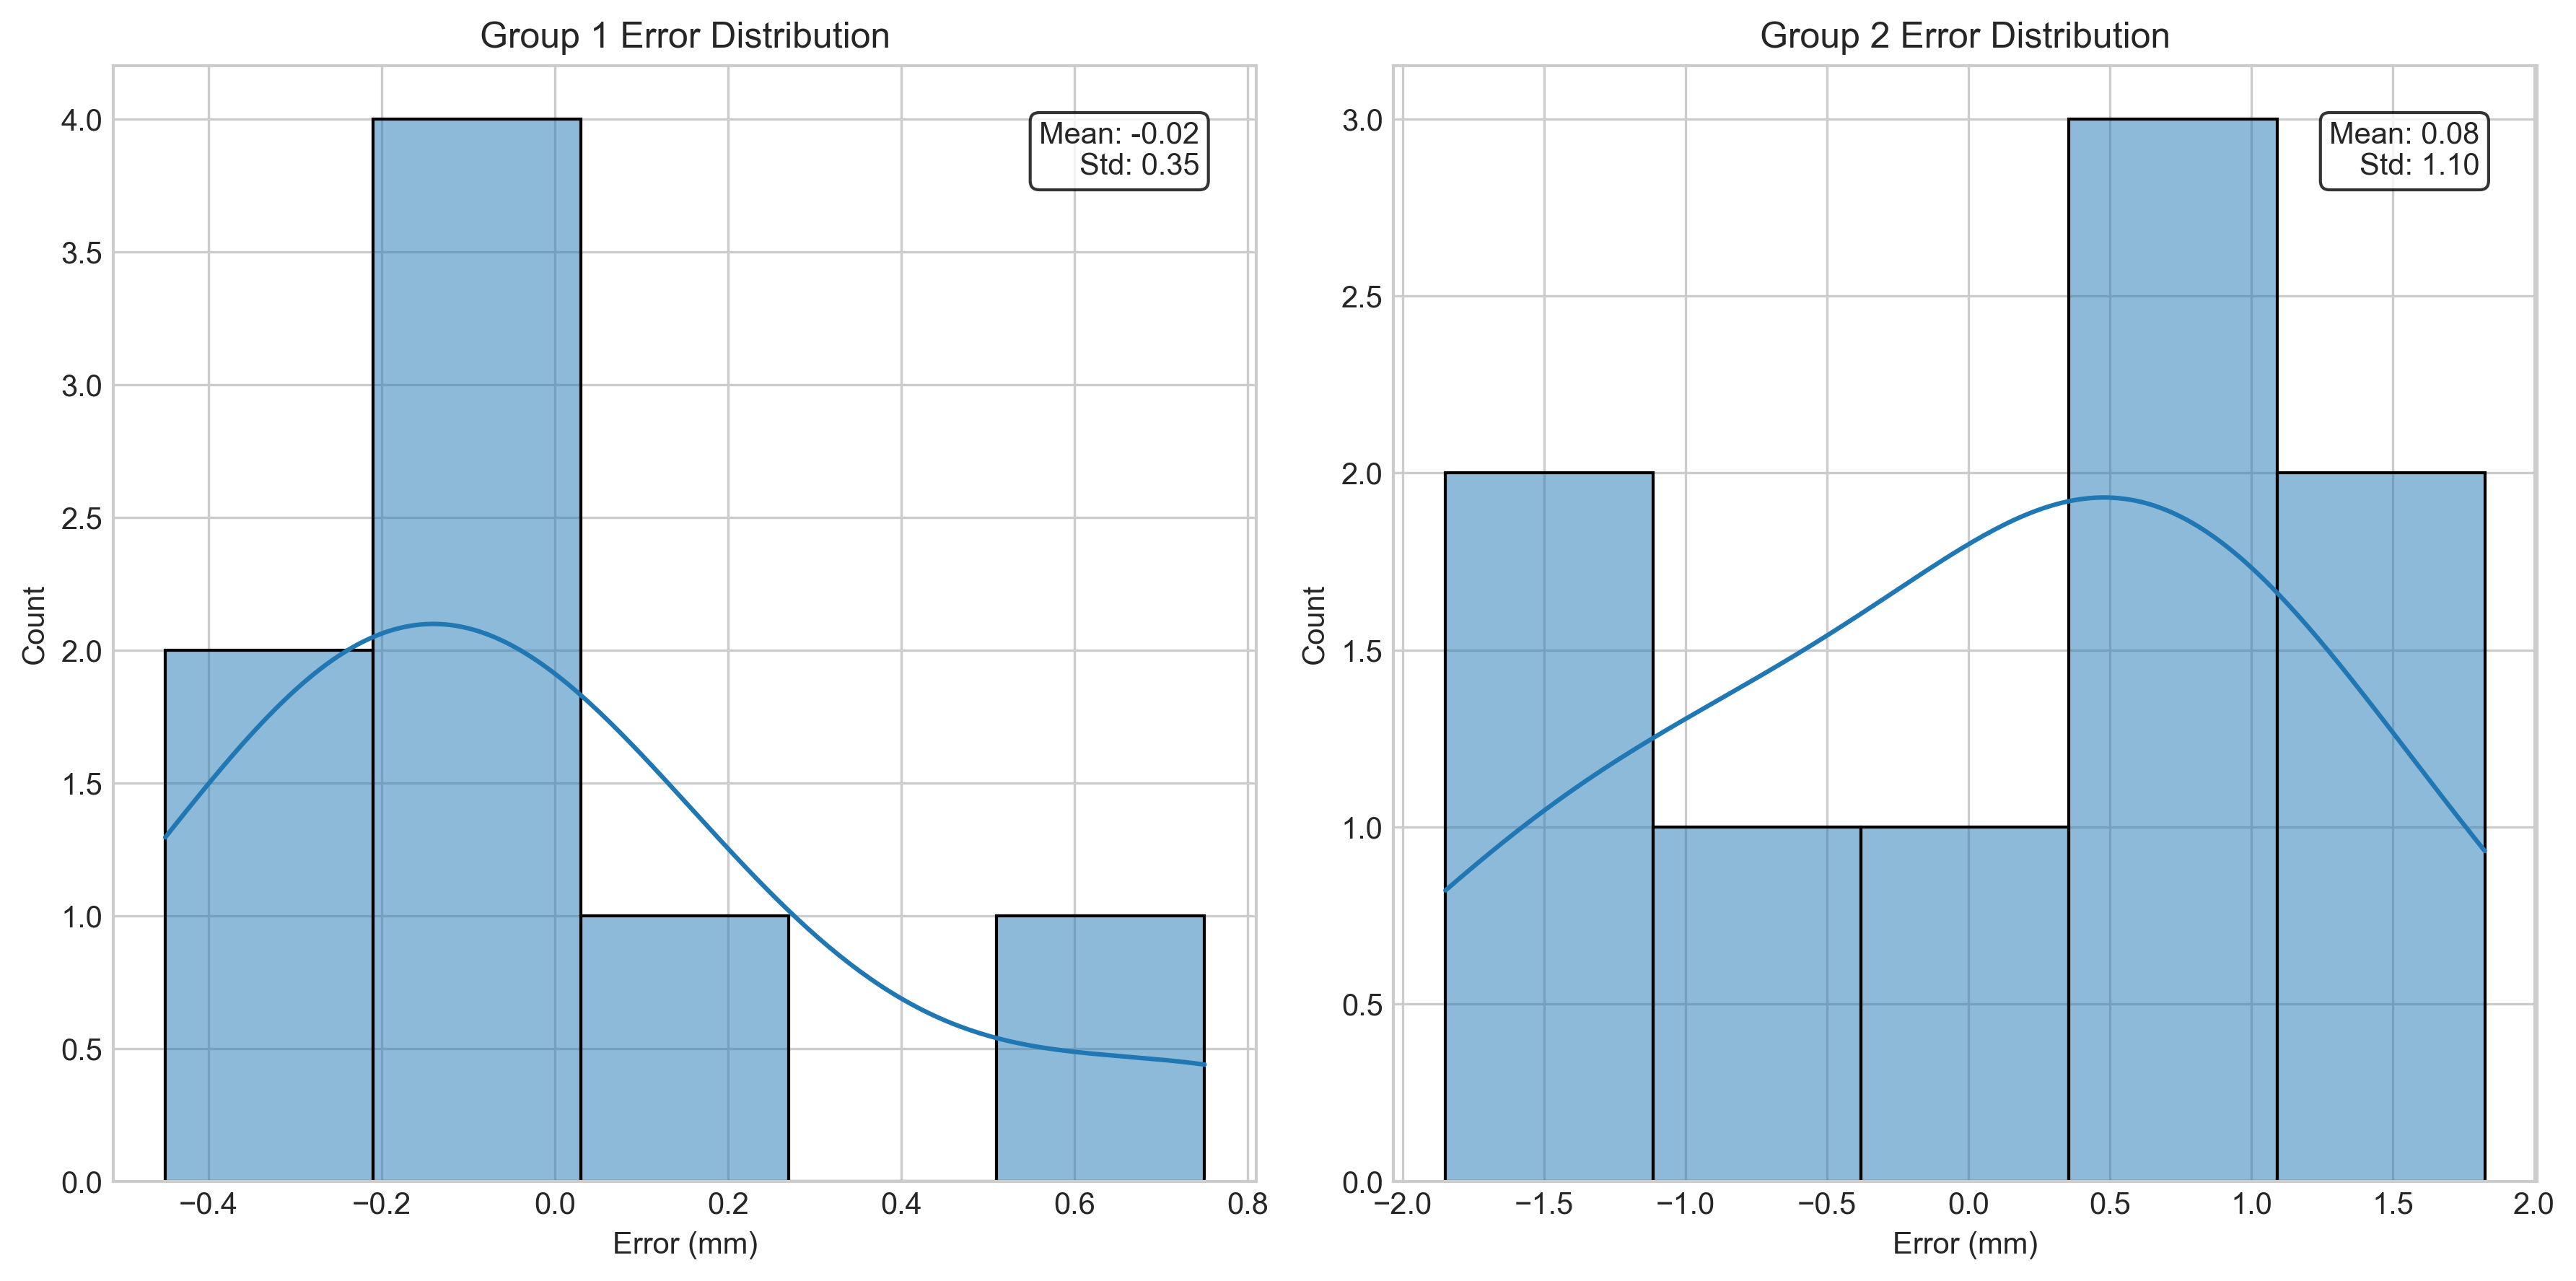 Group 1 Error Distribution
4.0
3.5
3.0
2.5
2.0
1.5
1.0
0.5
0.0
Count
Mean: -0.02
Std: 0.35
−0.4 −0.2 0.0 0.2 0.4 0.6 0.8
Error (mm)
Group 2 Error Distribution
3.0
2.5
2.0
1.5
1.0
0.5
0.0
Count
Mean: 0.08
Std: 1.10
−2.0 −1.5 −1.0 −0.5 0.0 0.5 1.0 1.5 2.0
Error (mm)